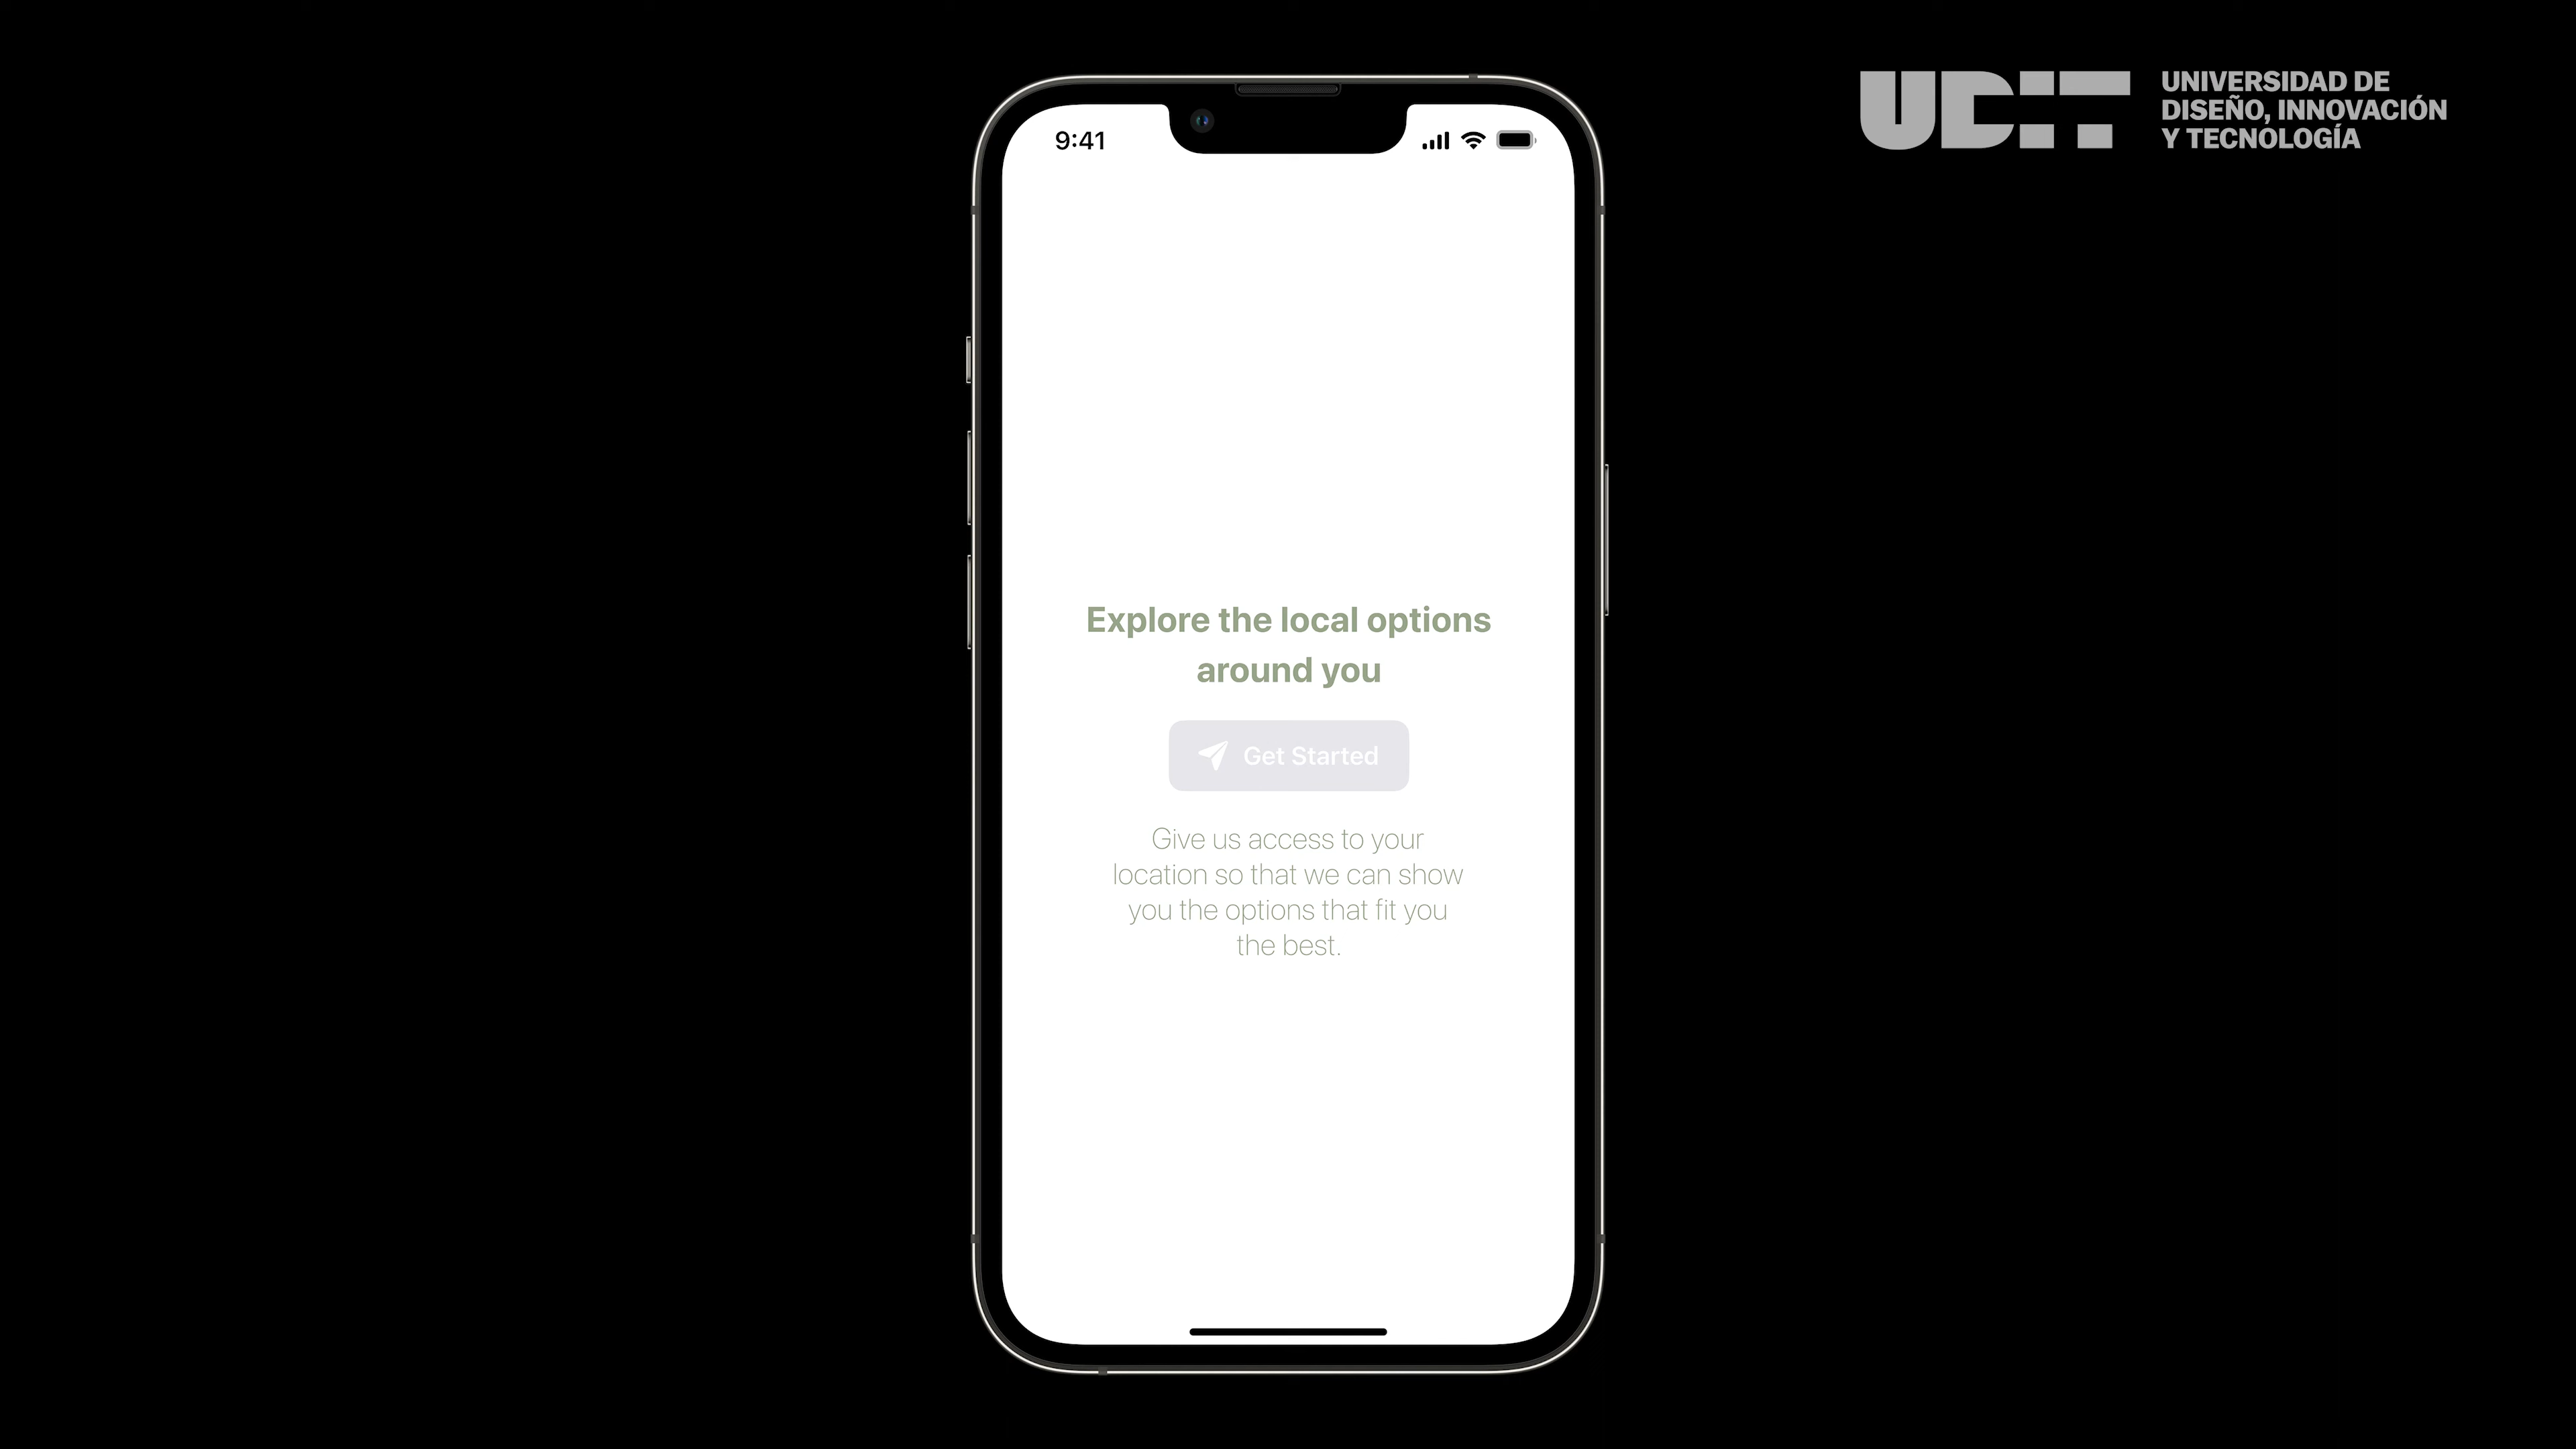 UDIT
UNIVERSIDAD DE
DISEÑO, INNOVACIÓN
Y TECNOLOGÍA
9:41
Explore the local options
around you
Get Started
Give us access to your
location so that we can show
you the options that fit you
the best.